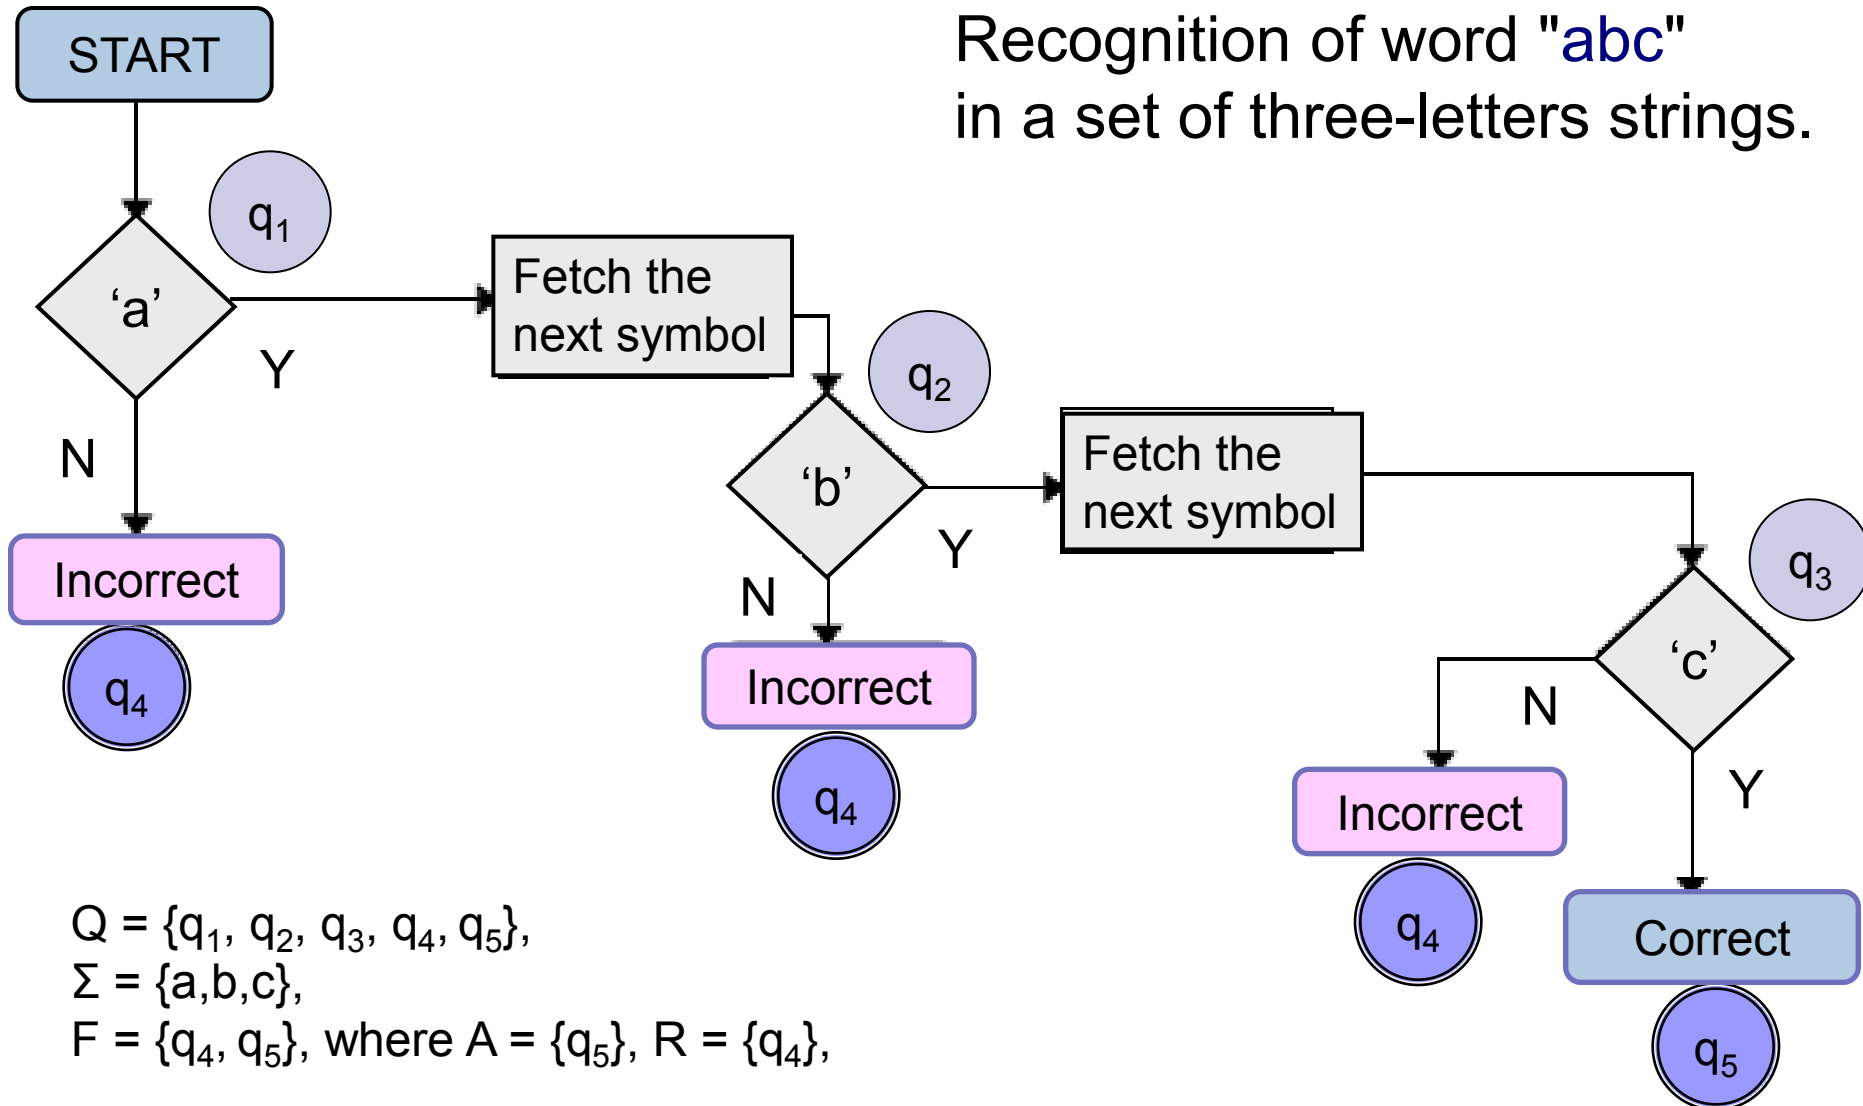 START
Recognition of word "abc"
in a set of three-letters strings.
q₁
‘a’
Y
N
Fetch the
next symbol
q₂
‘b’
Y
N
Fetch the
next symbol
q₃
‘c’
N
Y
Incorrect
q₄
Incorrect
q₄
Incorrect
q₄
Correct
q₅
Q = {q₁, q₂, q₃, q₄, q₅},
Σ = {a,b,c},
F = {q₄, q₅}, where A = {q₅}, R = {q₄},